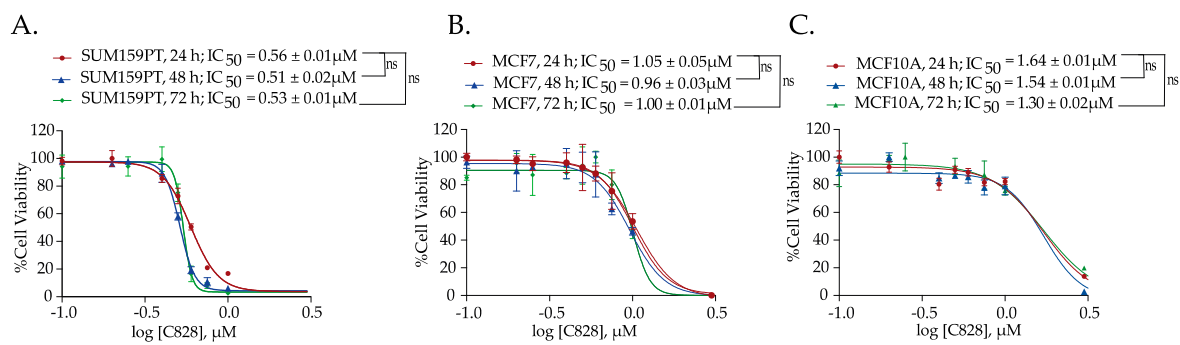 A.
SUM159PT, 24 h; IC50 = 0.56 ± 0.01µM
SUM159PT, 48 h; IC50 = 0.51 ± 0.02µM
SUM159PT, 72 h; IC50 = 0.53 ± 0.01µM
ns
ns
%Cell Viability
120
100
80
60
40
20
0
-1.0
-0.5
0.0
0.5
log [C828], µM
B.
MCF7, 24 h; IC50 = 1.05 ± 0.05µM
MCF7, 48 h; IC50 = 0.96 ± 0.03µM
MCF7, 72 h; IC50 = 1.00 ± 0.01µM
ns
ns
%Cell Viability
120
100
80
60
40
20
0
-1.0
-0.5
0.0
0.5
log [C828], µM
C.
MCF10A, 24 h; IC50 = 1.64 ± 0.01µM
MCF10A, 48 h; IC50 = 1.54 ± 0.01µM
MCF10A, 72 h; IC50 = 1.30 ± 0.02µM
ns
ns
%Cell Viability
120
100
80
60
40
20
0
-1.0
-0.5
0.0
0.5
log [C828], µM